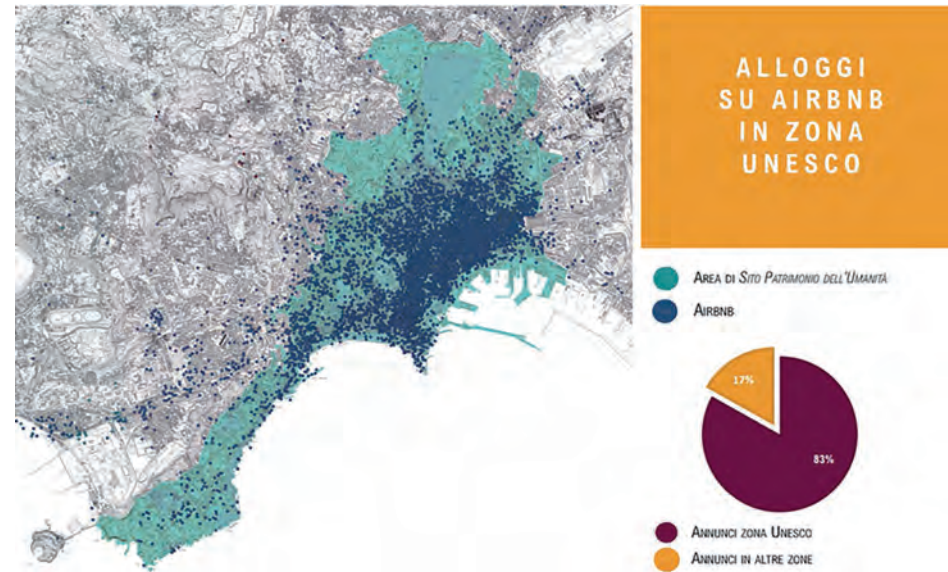 ALLOGGI
SU AIRBNB
IN ZONA
UNESCO
AREA DI SITO PATRIMONIO DELL'UMANITÀ
AIRBNB
17%
83%
ANNUNCI ZONA UNESCO
ANNUNCI IN ALTRE ZONE